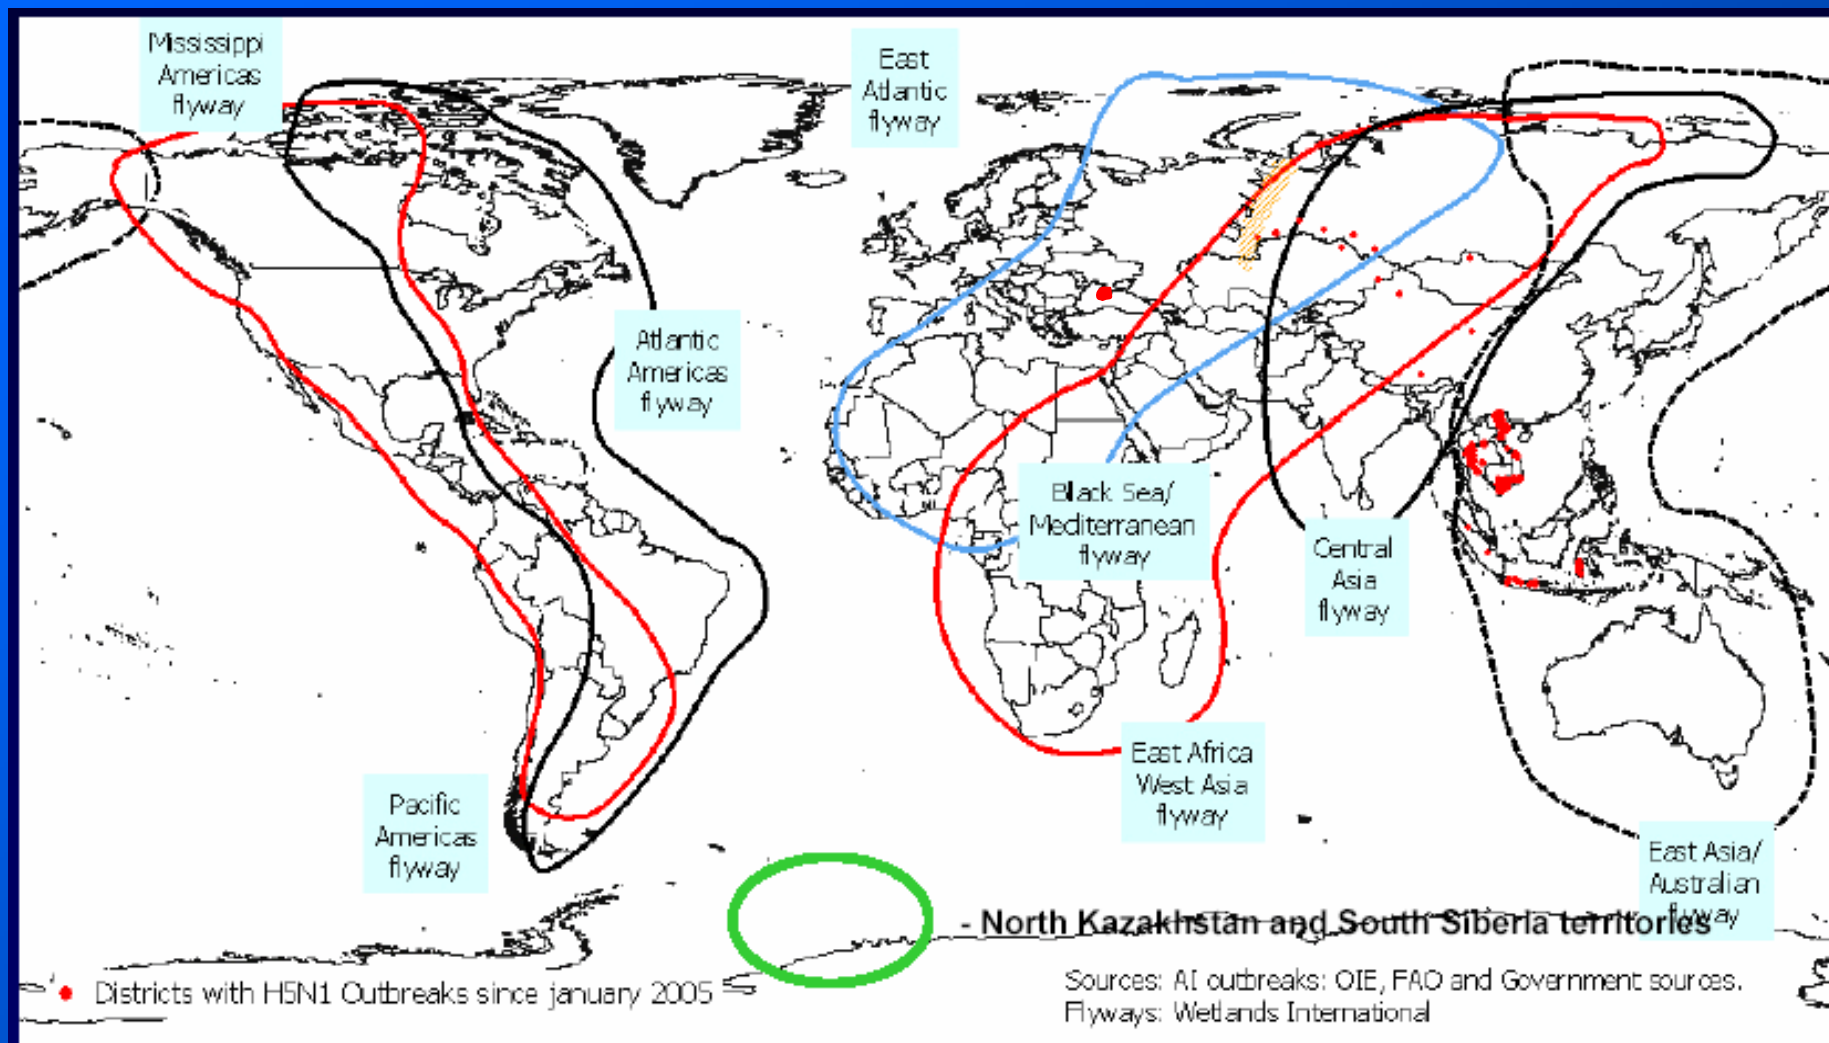 Mississippi
Americas
flyway
East
Atlantic
flyway
Atlantic
Americas
flyway
Black Sea/
Mediterranean
flyway
Central
Asia
flyway
East Africa
West Asia
flyway
Pacific
Americas
flyway
East Asia/
Australian
flyway
- North Kazakhstan and South Siberia territories
Districts with H5N1 Outbreaks since january 2005
Sources: AI outbreaks: OIE, FAO and Government sources.
Flyways: Wetlands International